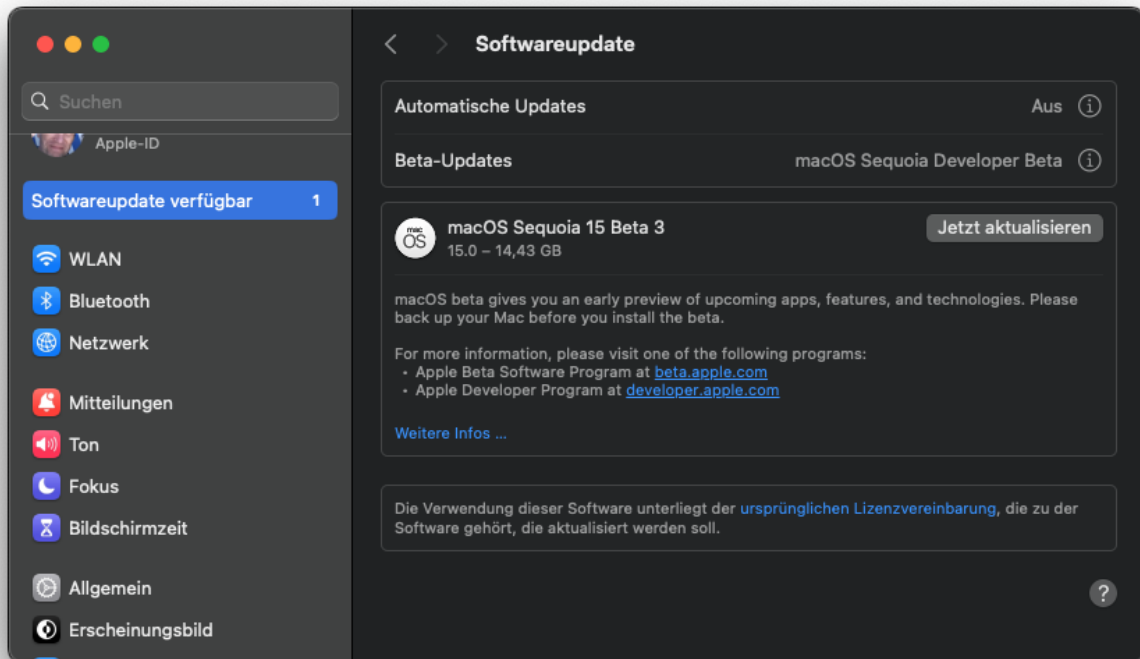 Suchen
Apple-ID
Softwareupdate verfügbar 1
WLAN
Bluetooth
Netzwerk
Mitteilungen
Ton
Fokus
Bildschirmzeit
Allgemein
Erscheinungsbild
Softwareupdate
Automatische Updates Aus
Beta-Updates macOS Sequoia Developer Beta
mac
OS
macOS Sequoia 15 Beta 3
15.0 – 14,43 GB
Jetzt aktualisieren
macOS beta gives you an early preview of upcoming apps, features, and technologies. Please
back up your Mac before you install the beta.
For more information, please visit one of the following programs:
• Apple Beta Software Program at beta.apple.com
• Apple Developer Program at developer.apple.com
Weitere Infos ...
Die Verwendung dieser Software unterliegt der ursprünglichen Lizenzvereinbarung, die zu der
Software gehört, die aktualisiert werden soll.
?